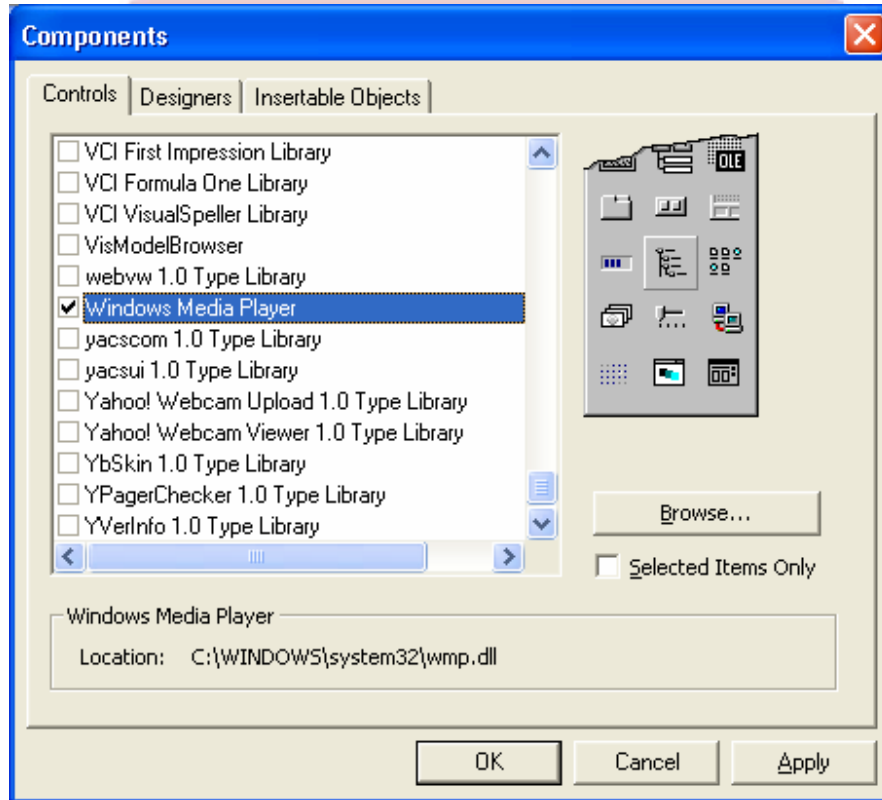 Components
Controls Designers Insertable Objects
VCI First Impression Library
VCI Formula One Library
VCI VisualSpeller Library
VisModelBrowser
webvw 1.0 Type Library
Windows Media Player
yacscom 1.0 Type Library
yacsui 1.0 Type Library
Yahoo! Webcam Upload 1.0 Type Library
Yahoo! Webcam Viewer 1.0 Type Library
YbSkin 1.0 Type Library
YPagerChecker 1.0 Type Library
YVerInfo 1.0 Type Library
OLE
Browse...
Selected Items Only
Windows Media Player
Location: C:\WINDOWS\system32\wmp.dll
OK Cancel Apply